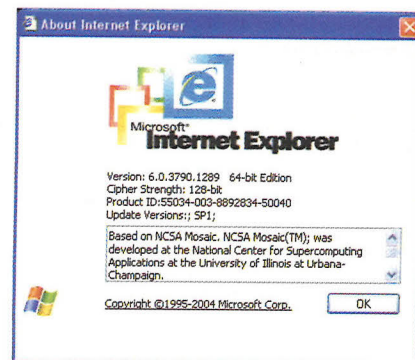 About Internet Explorer
Microsoft®
Internet Explorer
Version: 6.0.3790.1289 64-bit Edition
Cipher Strength: 128-bit
Product ID:55034-003-8892834-50040
Update Versions:; SP1;
Based on NCSA Mosaic. NCSA Mosaic(TM); was
developed at the National Center for Supercomputing
Applications at the University of Illinois at Urbana-
Champaign.
Copyright ©1995-2004 Microsoft Corp.
OK